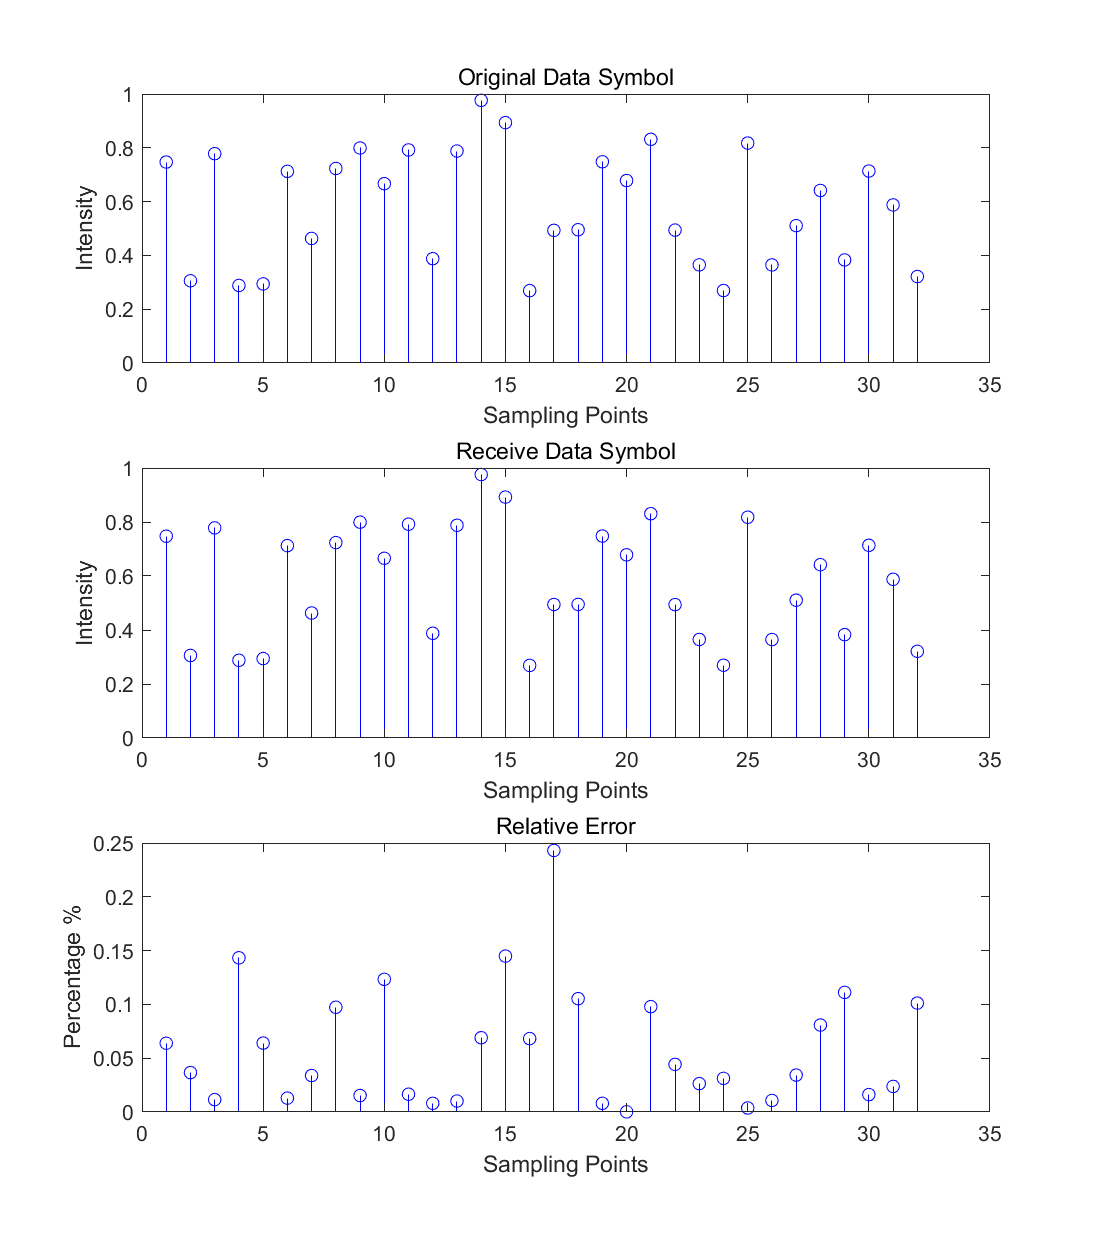 Original Data Symbol
1
0.8
0.6
0.4
0.2
0
Intensity
0 5 10 15 20 25 30 35
Sampling Points
Receive Data Symbol
1
0.8
0.6
0.4
0.2
0
Intensity
0 5 10 15 20 25 30 35
Sampling Points
Relative Error
0.25
0.2
0.15
0.1
0.05
0
Percentage %
0 5 10 15 20 25 30 35
Sampling Points